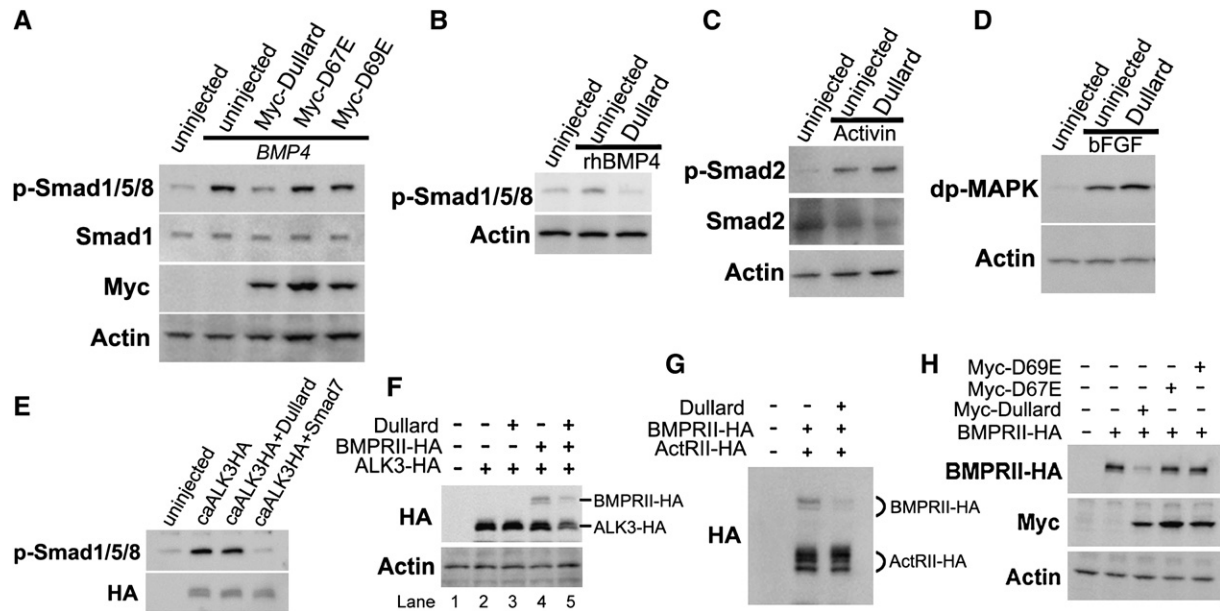 A
uninjected
uninjected
Myc-Dullard
Myc-D67E
Myc-D69E
BMP4
p-Smad1/5/8
Smad1
Myc
Actin
B
uninjected
uninjected
Dullard
rhBMP4
p-Smad1/5/8
Actin
C
uninjected
uninjected
Dullard
Activin
p-Smad2
Smad2
Actin
D
uninjected
uninjected
Dullard
bFGF
dp-MAPK
Actin
E
uninjected
caALK3HA
caALK3HA+Dullard
caALK3HA+Smad7
p-Smad1/5/8
HA
F
Dullard – – + – +
BMPRII-HA – – – + +
ALK3-HA – + + + +
HA
BMPRII-HA
ALK3-HA
Actin
Lane 1 2 3 4 5
G
Dullard – – +
BMPRII-HA – + +
ActRII-HA – + +
HA
BMPRII-HA
ActRII-HA
H
Myc-D69E – – – – +
Myc-D67E – – – + –
Myc-Dullard – – + – –
BMPRII-HA – + + + +
BMPRII-HA
Myc
Actin